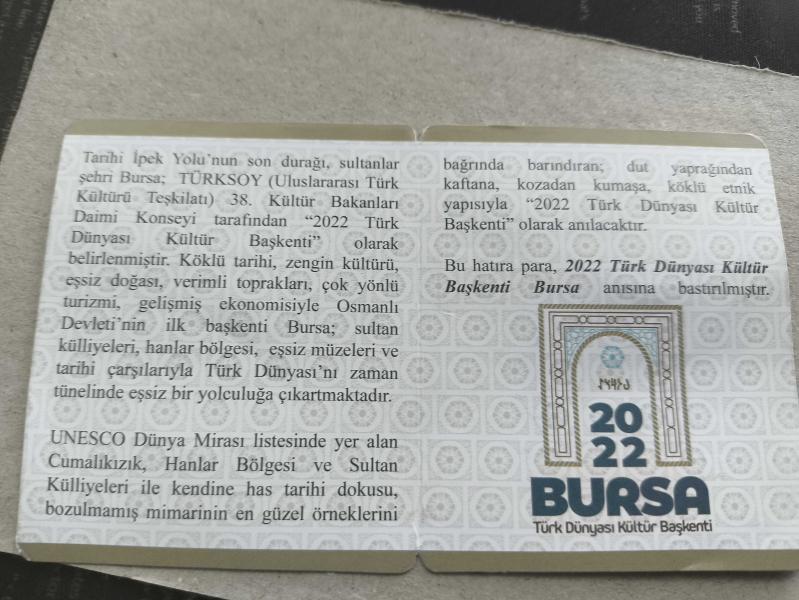 Tarihi İpek Yolu'nun son durağı, sultanlar
şehri Bursa; TÜRKSOY (Uluslararası Türk
Kültürü Teşkilatı) 38. Kültür Bakanları
Daimi Konseyi tarafından “2022 Türk
Dünyası Kültür Başkenti” olarak
belirlenmiştir. Köklü tarihi, zengin kültürü,
eşsiz doğası, verimli toprakları, çok yönlü
turizmi, gelişmiş ekonomisiyle Osmanlı
Devleti'nin ilk başkenti Bursa; sultan
külliyeleri, hanlar bölgesi, eşsiz müzeleri ve
tarihi çarşılarıyla Türk Dünyası'nı zaman
tünelinde eşsiz bir yolculuğa çıkartmaktadır.
UNESCO Dünya Mirası listesinde yer alan
Cumalıkızık, Hanlar Bölgesi ve Sultan
Külliyeleri ile kendine has tarihi dokusu,
bozulmamış mimarinin en güzel örneklerini
bağrında barındıran; dut yaprağından
kaftana, kozadan kumaşa, köklü etnik
yapısıyla “2022 Türk Dünyası Kültür
Başkenti” olarak anılacaktır.
Bu hatıra para, 2022 Türk Dünyası Kültür
Başkenti Bursa anısına bastırılmıştır.
20
22
BURSA
Türk Dünyası Kültür Başkenti